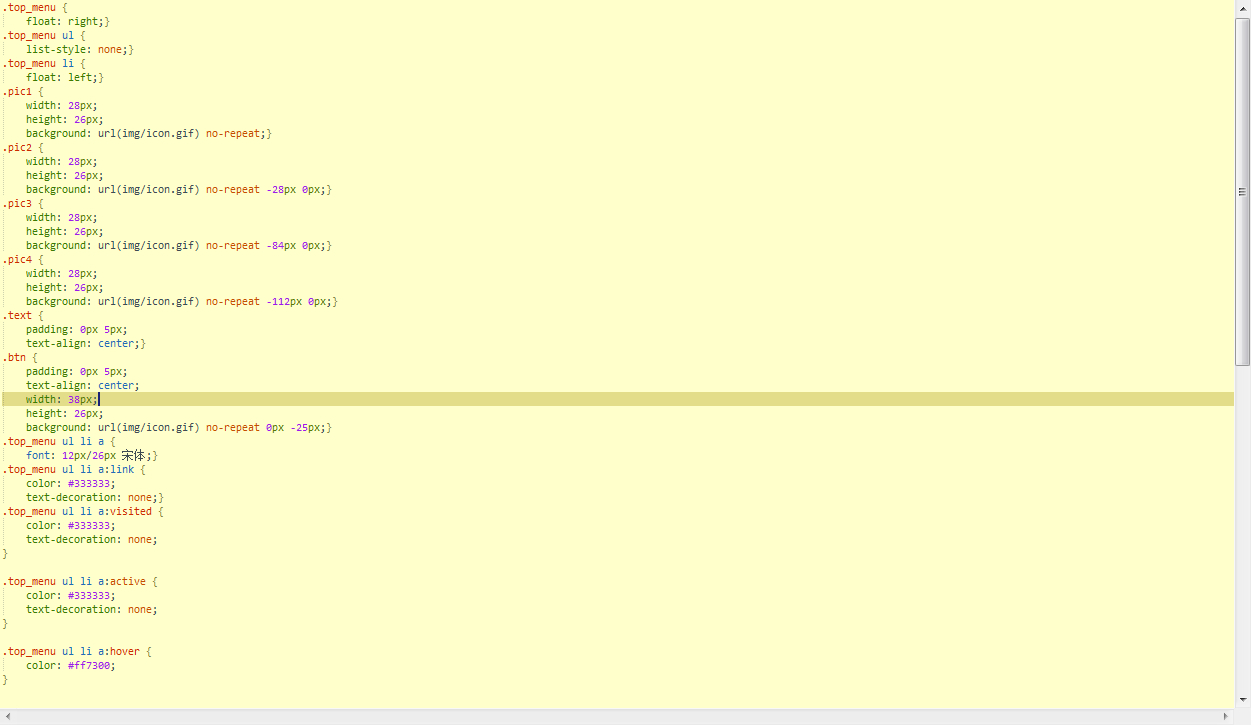 .top_menu {
    float: right;}
.top_menu ul {
    list-style: none;}
.top_menu li {
    float: left;}
.pic1 {
    width: 28px;
    height: 26px;
    background: url(img/icon.gif) no-repeat;}
.pic2 {
    width: 28px;
    height: 26px;
    background: url(img/icon.gif) no-repeat -28px 0px;}
.pic3 {
    width: 28px;
    height: 26px;
    background: url(img/icon.gif) no-repeat -84px 0px;}
.pic4 {
    width: 28px;
    height: 26px;
    background: url(img/icon.gif) no-repeat -112px 0px;}
.text {
    padding: 0px 5px;
    text-align: center;}
.btn {
    padding: 0px 5px;
    text-align: center;
    width: 38px;
    height: 26px;
    background: url(img/icon.gif) no-repeat 0px -25px;}
.top_menu ul li a {
    font: 12px/26px 宋体;}
.top_menu ul li a:link {
    color: #333333;
    text-decoration: none;}
.top_menu ul li a:visited {
    color: #333333;
    text-decoration: none;
}
.top_menu ul li a:active {
    color: #333333;
    text-decoration: none;
}
.top_menu ul li a:hover {
    color: #ff7300;
}